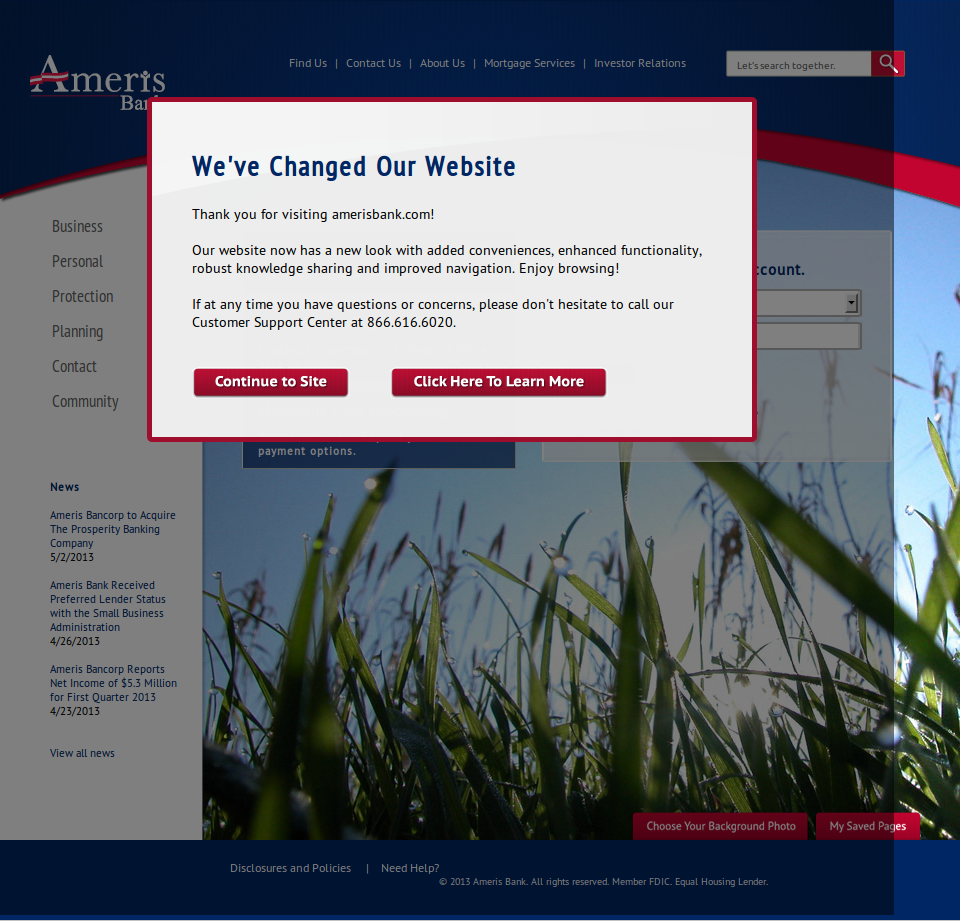 Ameris
Find Us | Contact Us | About Us | Mortgage Services | Investor Relations
Let's search together.
We've Changed Our Website
Thank you for visiting amerisbank.com!
Our website now has a new look with added conveniences, enhanced functionality,
robust knowledge sharing and improved navigation. Enjoy browsing!
If at any time you have questions or concerns, please don't hesitate to call our
Customer Support Center at 866.616.6020.
Continue to Site
Click Here To Learn More
Business
Personal
Protection
Planning
Contact
Community
payment options.
News
Ameris Bancorp to Acquire
The Prosperity Banking
Company
5/2/2013
Ameris Bank Received
Preferred Lender Status
with the Small Business
Administration
4/26/2013
Ameris Bancorp Reports
Net Income of $5.3 Million
for First Quarter 2013
4/23/2013
View all news
Choose Your Background Photo
My Saved Pages
Disclosures and Policies | Need Help?
© 2013 Ameris Bank. All rights reserved. Member FDIC. Equal Housing Lender.